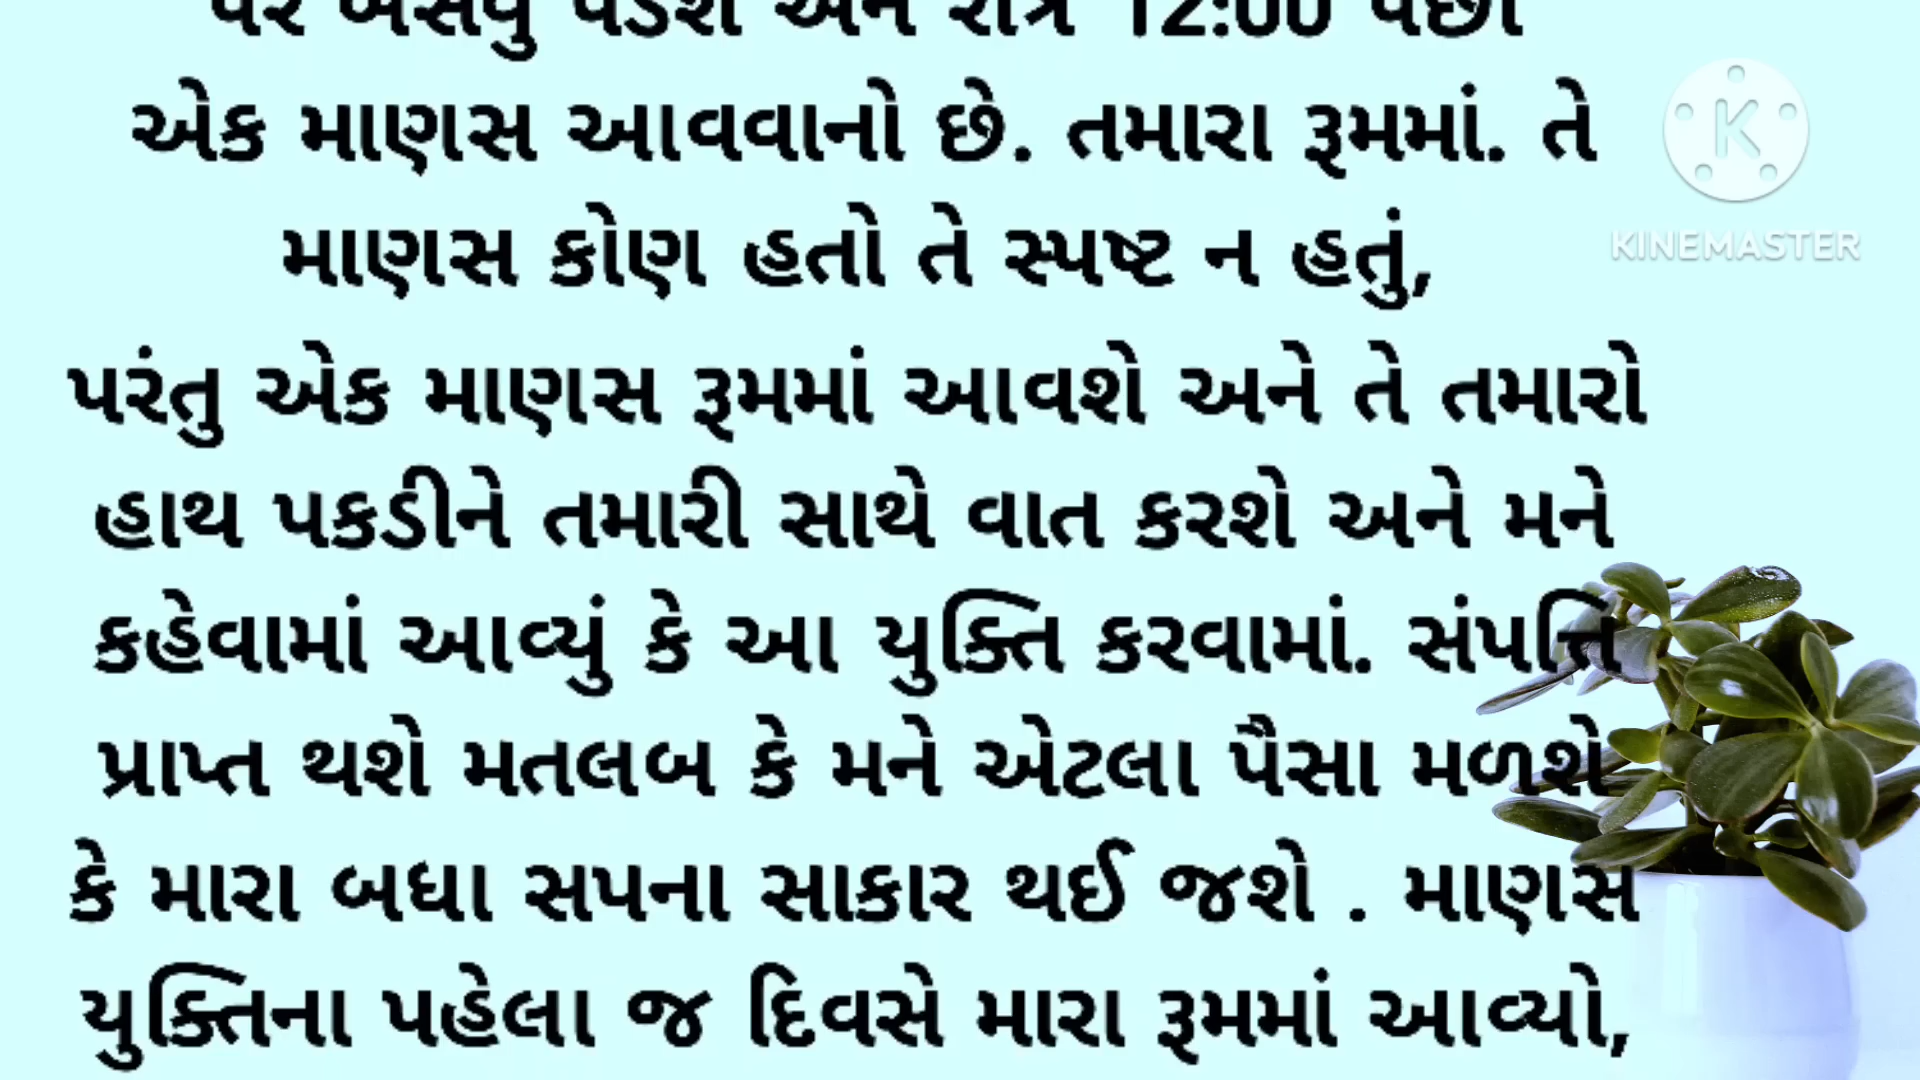 પર બેસવું પડશે અને રાત્રે 12:00 પછી
એક માણસ આવવાનો છે. તમારા રૂમમાં. તે
માણસ કોણ હતો તે સ્પષ્ટ ન હતું,
પરંતુ એક માણસ રૂમમાં આવશે અને તે તમારો
હાથ પકડીને તમારી સાથે વાત કરશે અને મને
કહેવામાં આવ્યું કે આ યુક્તિ કરવામાં. સંપત્તિ
પ્રાપ્ત થશે મતલબ કે મને એટલા પૈસા મળશે
કે મારા બધા સપના સાકાર થઈ જશે . માણસ
યુક્તિના પહેલા જ દિવસે મારા રૂમમાં આવ્યો,
K
KINEMASTER